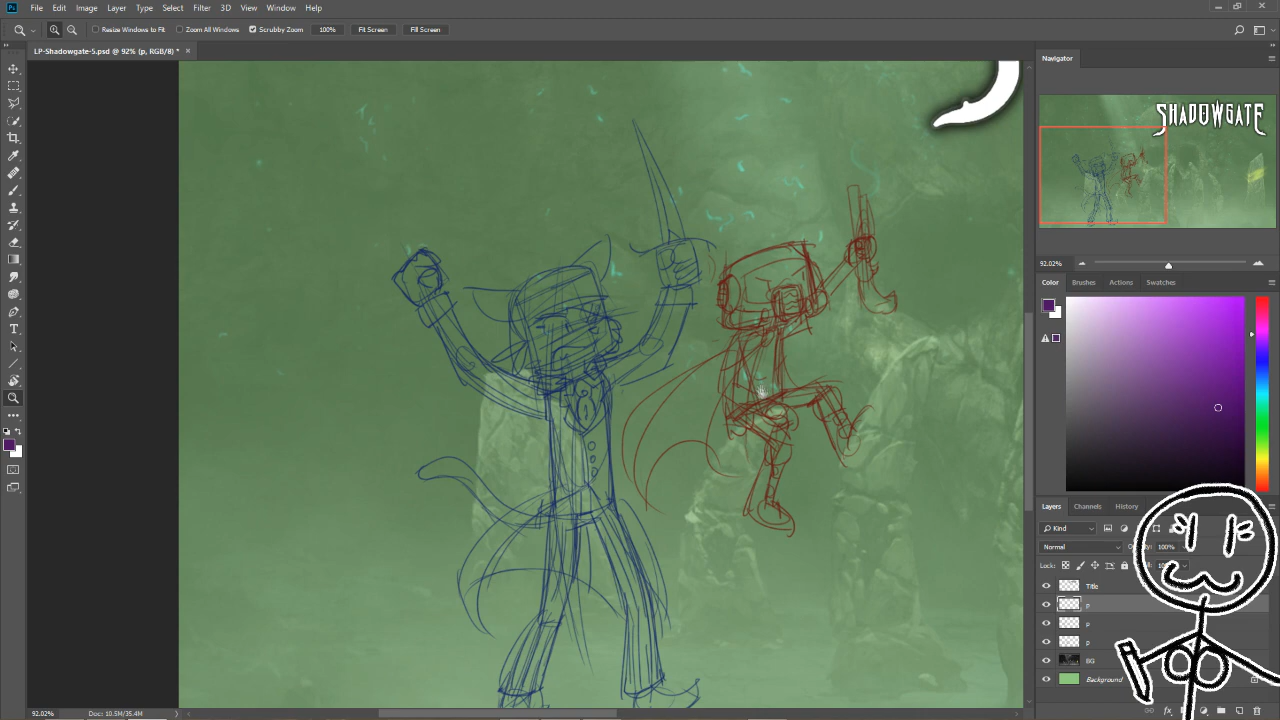 File Edit Image Layer Type Select Filter 3D View Window Help
Resize Windows to Fit Zoom All Windows Scrubby Zoom 100% Fit Screen Fill Screen
LP-Shadowgate-5.psd @ 92% (p, RGB/8) *
Navigator
SHADOWGATE
92.02%
Color Brushes Actions Swatches
Layers Channels History
Kind
Normal 100%
Lock:
Title
p
p
p
BG
Background
92.02% Doc: 10.5M/35.4M